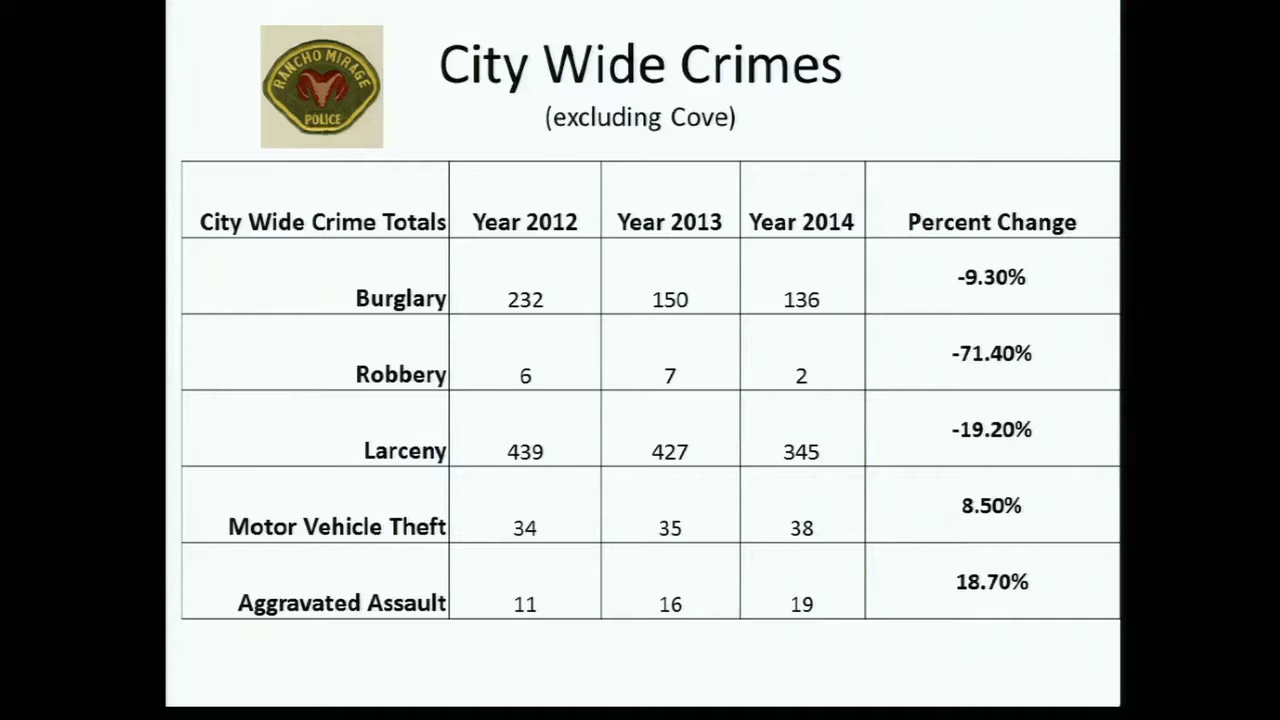 RANCHO MIRAGE
POLICE
City Wide Crimes
(excluding Cove)
City Wide Crime Totals Year 2012 Year 2013 Year 2014 Percent Change
Burglary 232 150 136 -9.30%
Robbery 6 7 2 -71.40%
Larceny 439 427 345 -19.20%
Motor Vehicle Theft 34 35 38 8.50%
Aggravated Assault 11 16 19 18.70%